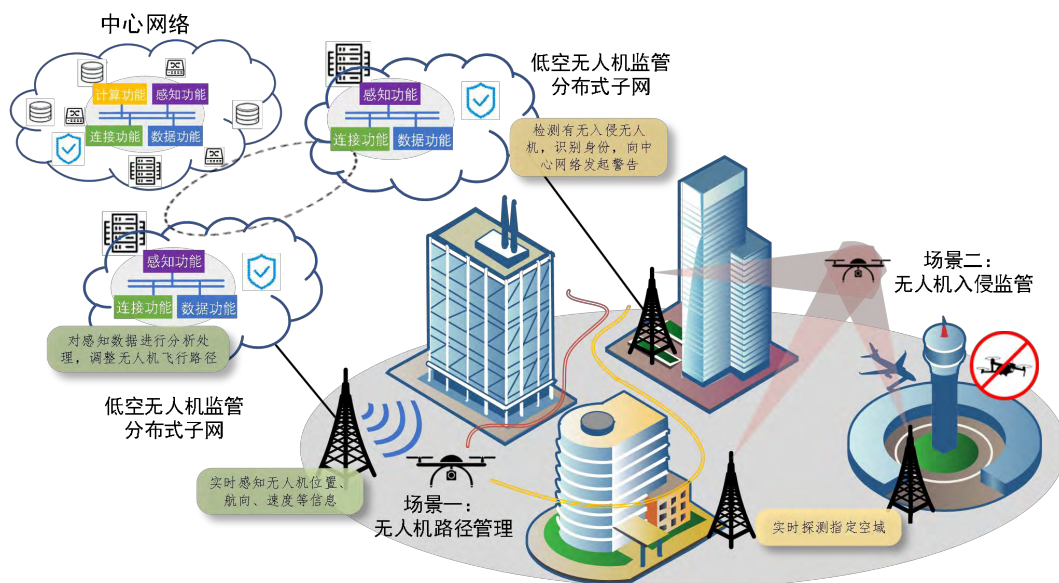 中心网络
计算功能
感知功能
连接功能
数据功能
感知功能
连接功能
数据功能
低空无人机监管
分布式子网
检测有无入侵无人
机，识别身份，向中
心网络发起警告
感知功能
连接功能
数据功能
对感知数据进行分析处
理，调整无人机飞行路径
低空无人机监管
分布式子网
实时感知无人机位置、
航向、速度等信息
场景一：
无人机路径管理
场景二：
无人机入侵监管
实时探测指定空域